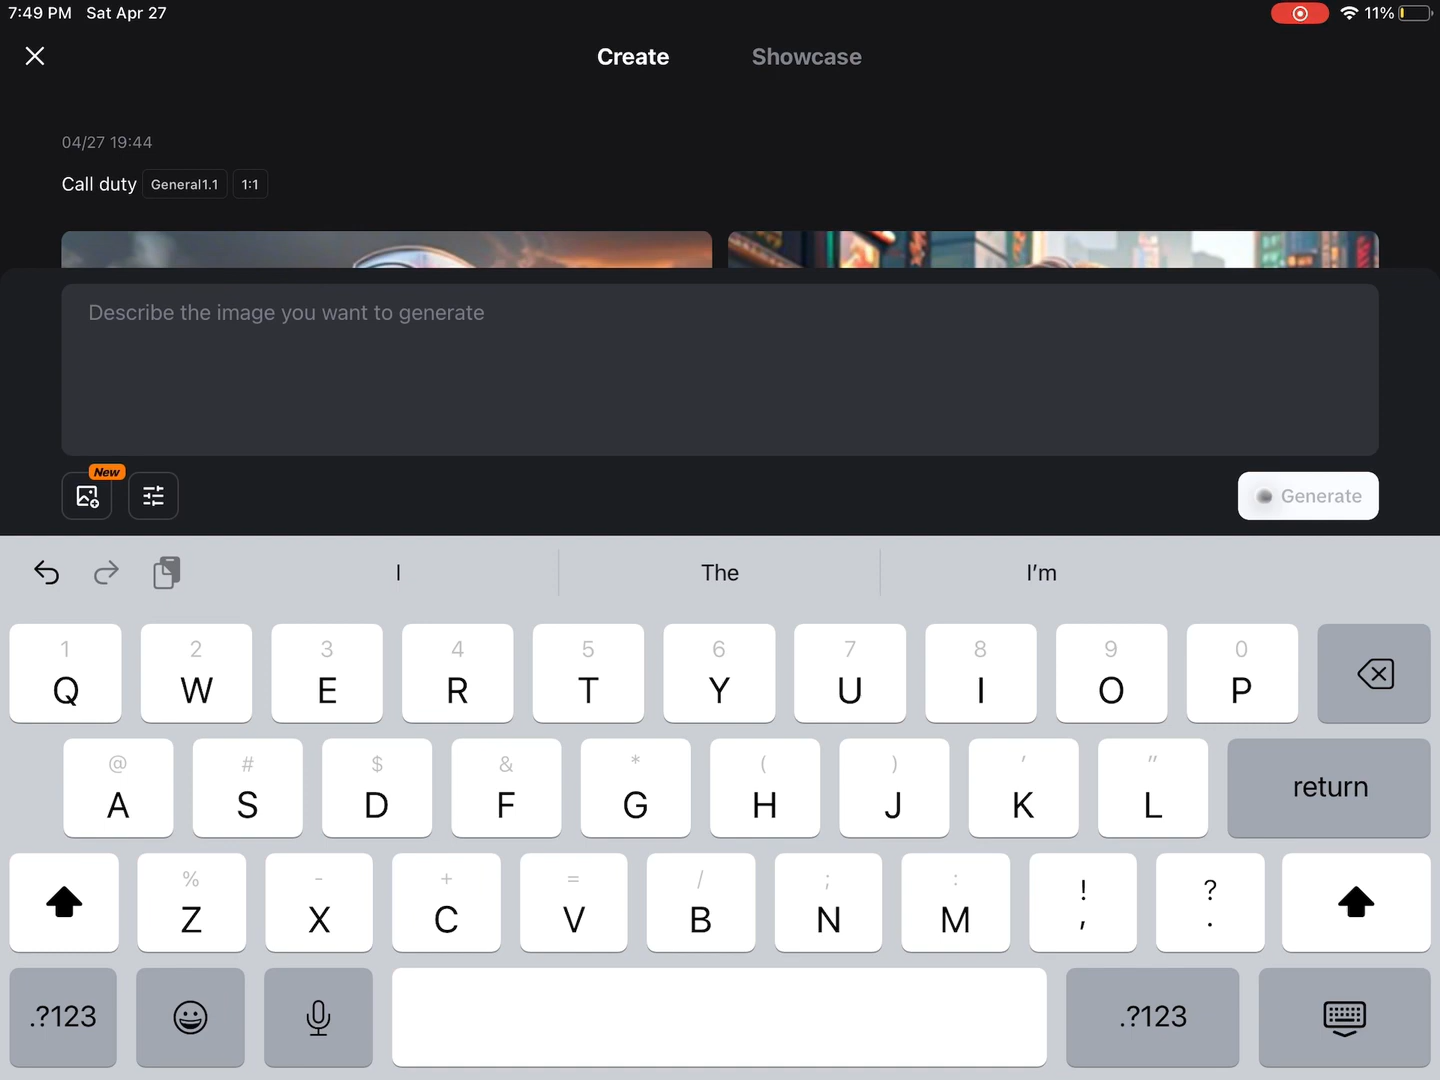 7:49 PM Sat Apr 27 11%
Create Showcase
04/27 19:44
Call duty General1.1 1:1
Describe the image you want to generate
New
Generate
I The I'm
1 2 3 4 5 6 7 8 9 0
Q W E R T Y U I O P
@ # $ & * ( ) ' "
A S D F G H J K L return
% - + = / ; : ! ?
Z X C V B N M , .
.?123 .?123